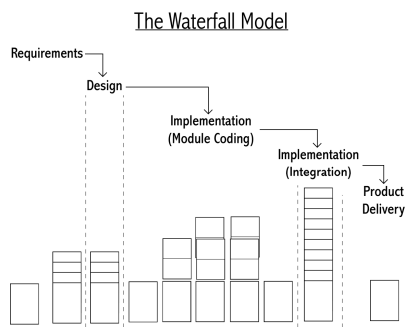 The Waterfall Model
Requirements
Design
Implementation
(Module Coding)
Implementation
(Integration)
Product
Delivery